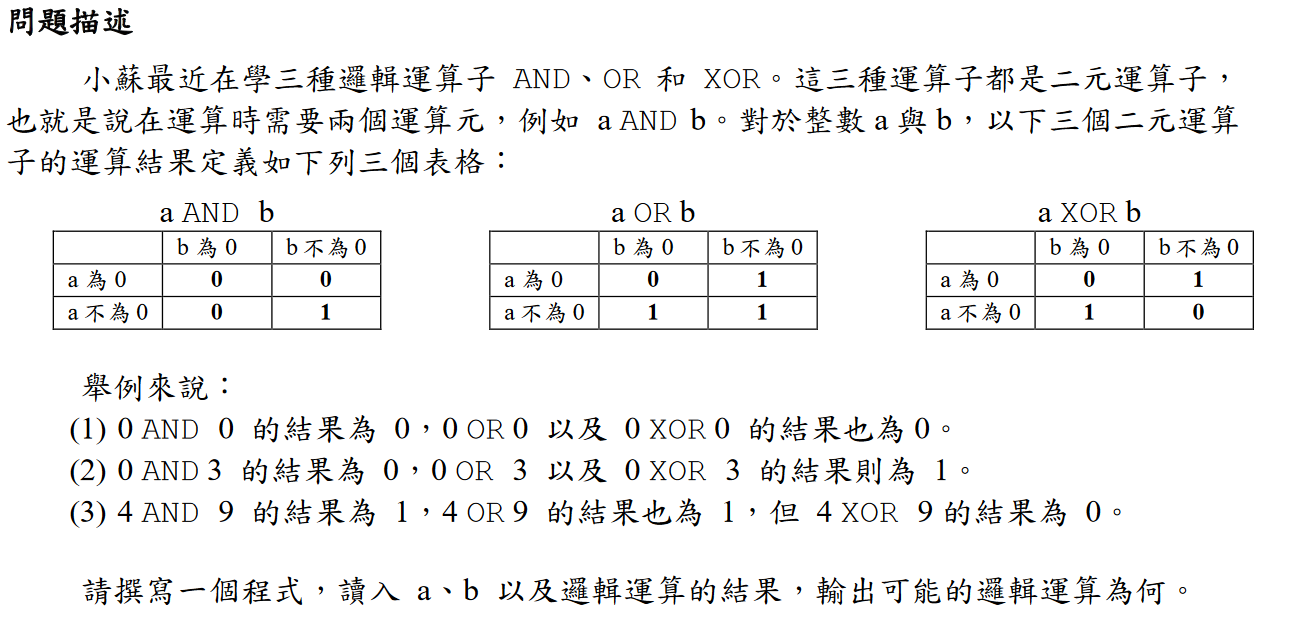 問題描述
小蘇最近在學三種邏輯運算子 AND、OR 和 XOR。這三種運算子都是二元運算子，
也就是說在運算時需要兩個運算元，例如 a AND b。對於整數 a 與 b，以下三個二元運算
子的運算結果定義如下列三個表格：
a AND b
b 為 0 b 不為 0
a 為 0 0 0
a 不為 0 0 1
a OR b
b 為 0 b 不為 0
a 為 0 0 1
a 不為 0 1 1
a XOR b
b 為 0 b 不為 0
a 為 0 0 1
a 不為 0 1 0
舉例來說：
(1) 0 AND 0 的結果為 0，0 OR 0 以及 0 XOR 0 的結果也為 0。
(2) 0 AND 3 的結果為 0，0 OR 3 以及 0 XOR 3 的結果則為 1。
(3) 4 AND 9 的結果為 1，4 OR 9 的結果也為 1，但 4 XOR 9 的結果為 0。
請撰寫一個程式，讀入 a、b 以及邏輯運算的結果，輸出可能的邏輯運算為何。